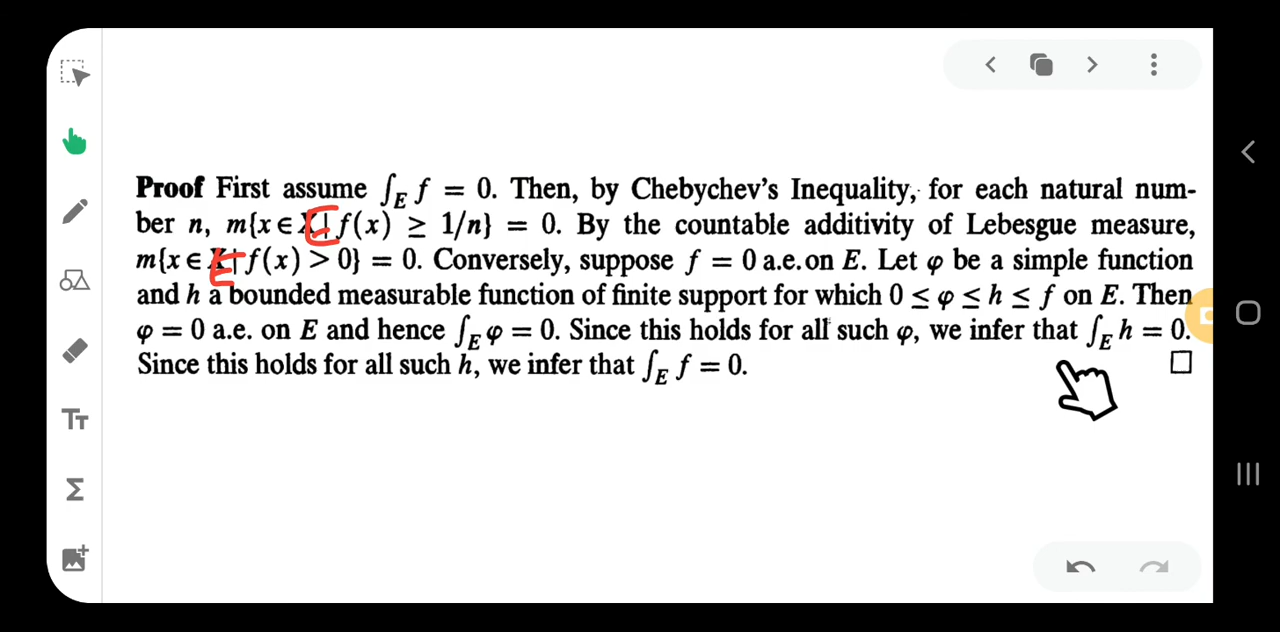 Proof First assume ∫_E f = 0. Then, by Chebychev's Inequality, for each natural num-
ber n, m{x ∈ E | f(x) ≥ 1/n} = 0. By the countable additivity of Lebesgue measure,
m{x ∈ E | f(x) > 0} = 0. Conversely, suppose f = 0 a.e. on E. Let φ be a simple function
and h a bounded measurable function of finite support for which 0 ≤ φ ≤ h ≤ f on E. Then
φ = 0 a.e. on E and hence ∫_E φ = 0. Since this holds for all such φ, we infer that ∫_E h = 0.
Since this holds for all such h, we infer that ∫_E f = 0. □
Tт
Σ